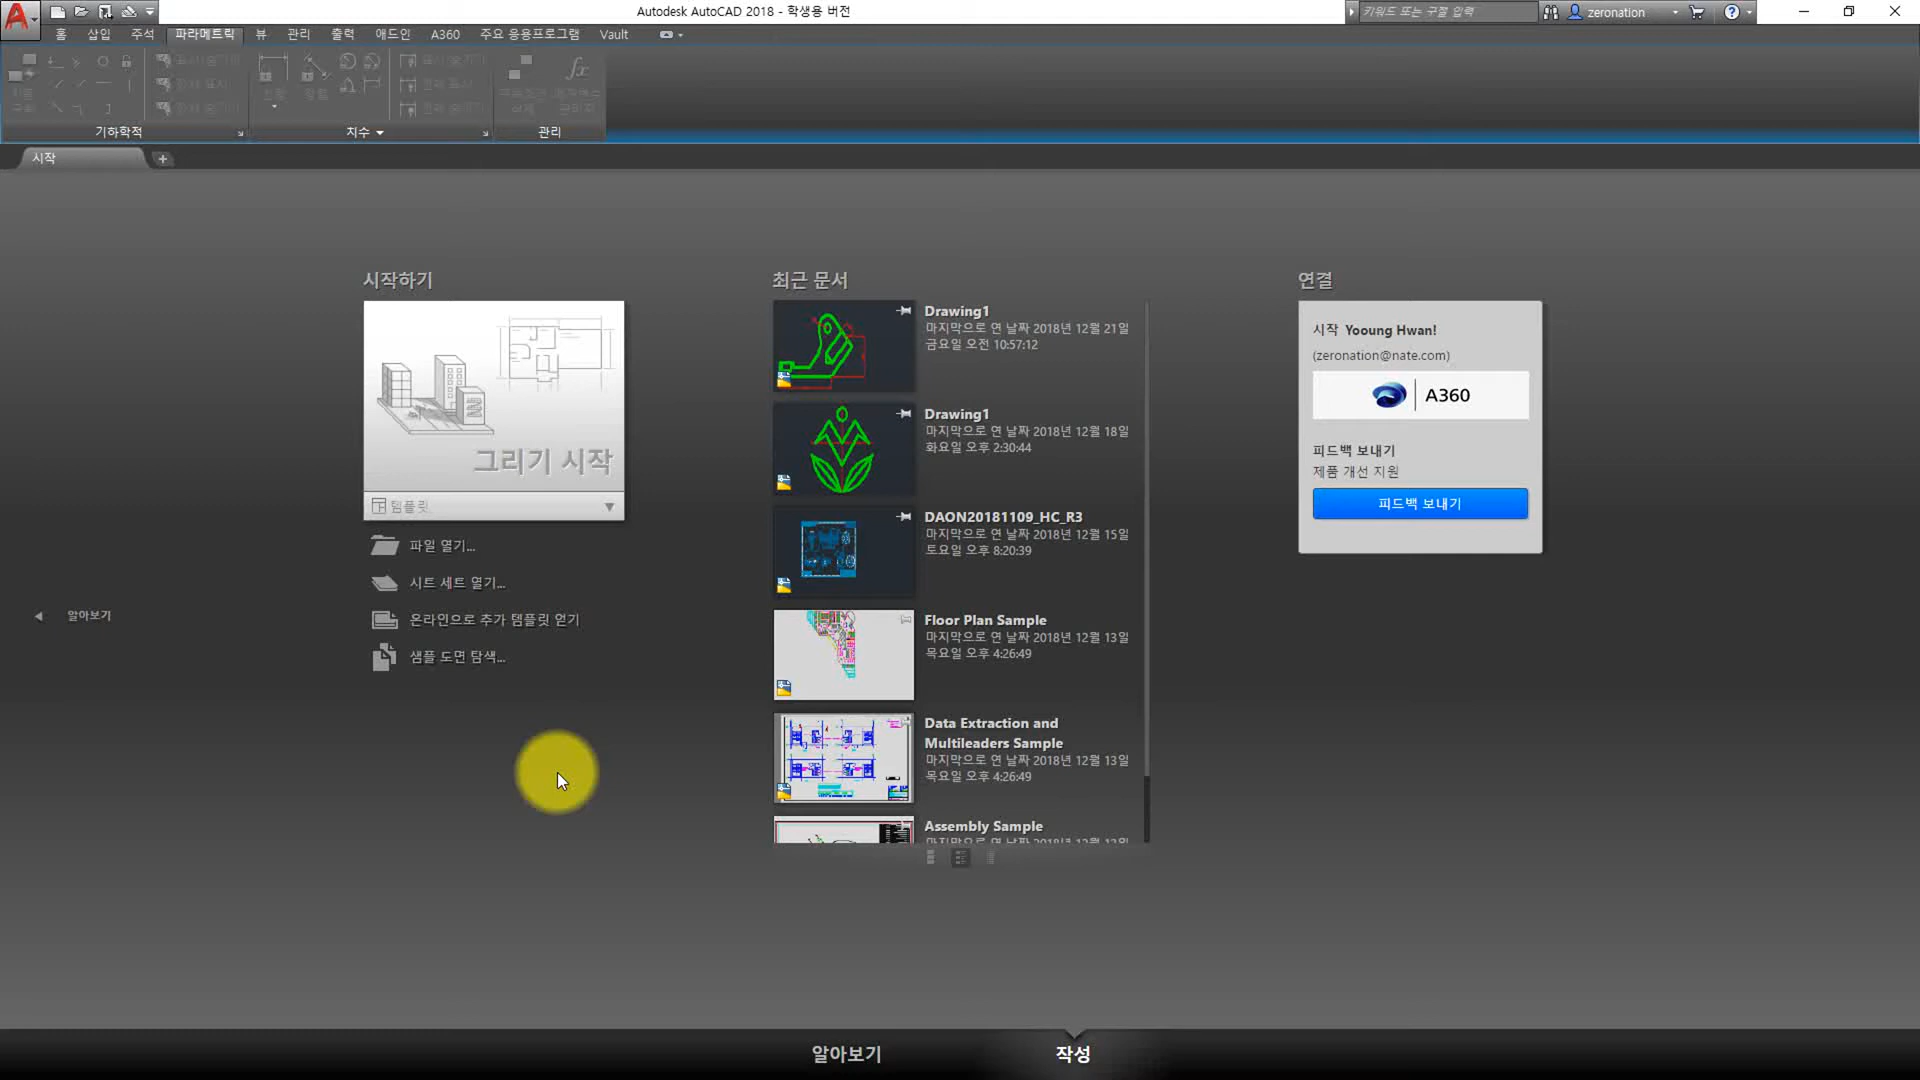 Autodesk AutoCAD 2018 - 학생용 버전
키워드 또는 구절 입력
zeronation
홈 삽입 주석 파라메트릭 뷰 관리 출력 애드인 A360 주요 응용프로그램 Vault
기하학적 치수 관리
시작
시작하기
그리기 시작
템플릿
파일 열기...
시트 세트 열기...
온라인으로 추가 템플릿 얻기
샘플 도면 탐색...
알아보기
최근 문서
Drawing1
마지막으로 연 날짜 2018년 12월 21일
금요일 오전 10:57:12
Drawing1
마지막으로 연 날짜 2018년 12월 18일
화요일 오후 2:30:44
DAON20181109_HC_R3
마지막으로 연 날짜 2018년 12월 15일
토요일 오후 8:20:39
Floor Plan Sample
마지막으로 연 날짜 2018년 12월 13일
목요일 오후 4:26:49
Data Extraction and
Multileaders Sample
마지막으로 연 날짜 2018년 12월 13일
목요일 오후 4:26:49
Assembly Sample
연결
시작 Yooung Hwan!
(zeronation@nate.com)
A360
피드백 보내기
제품 개선 지원
피드백 보내기
알아보기 작성